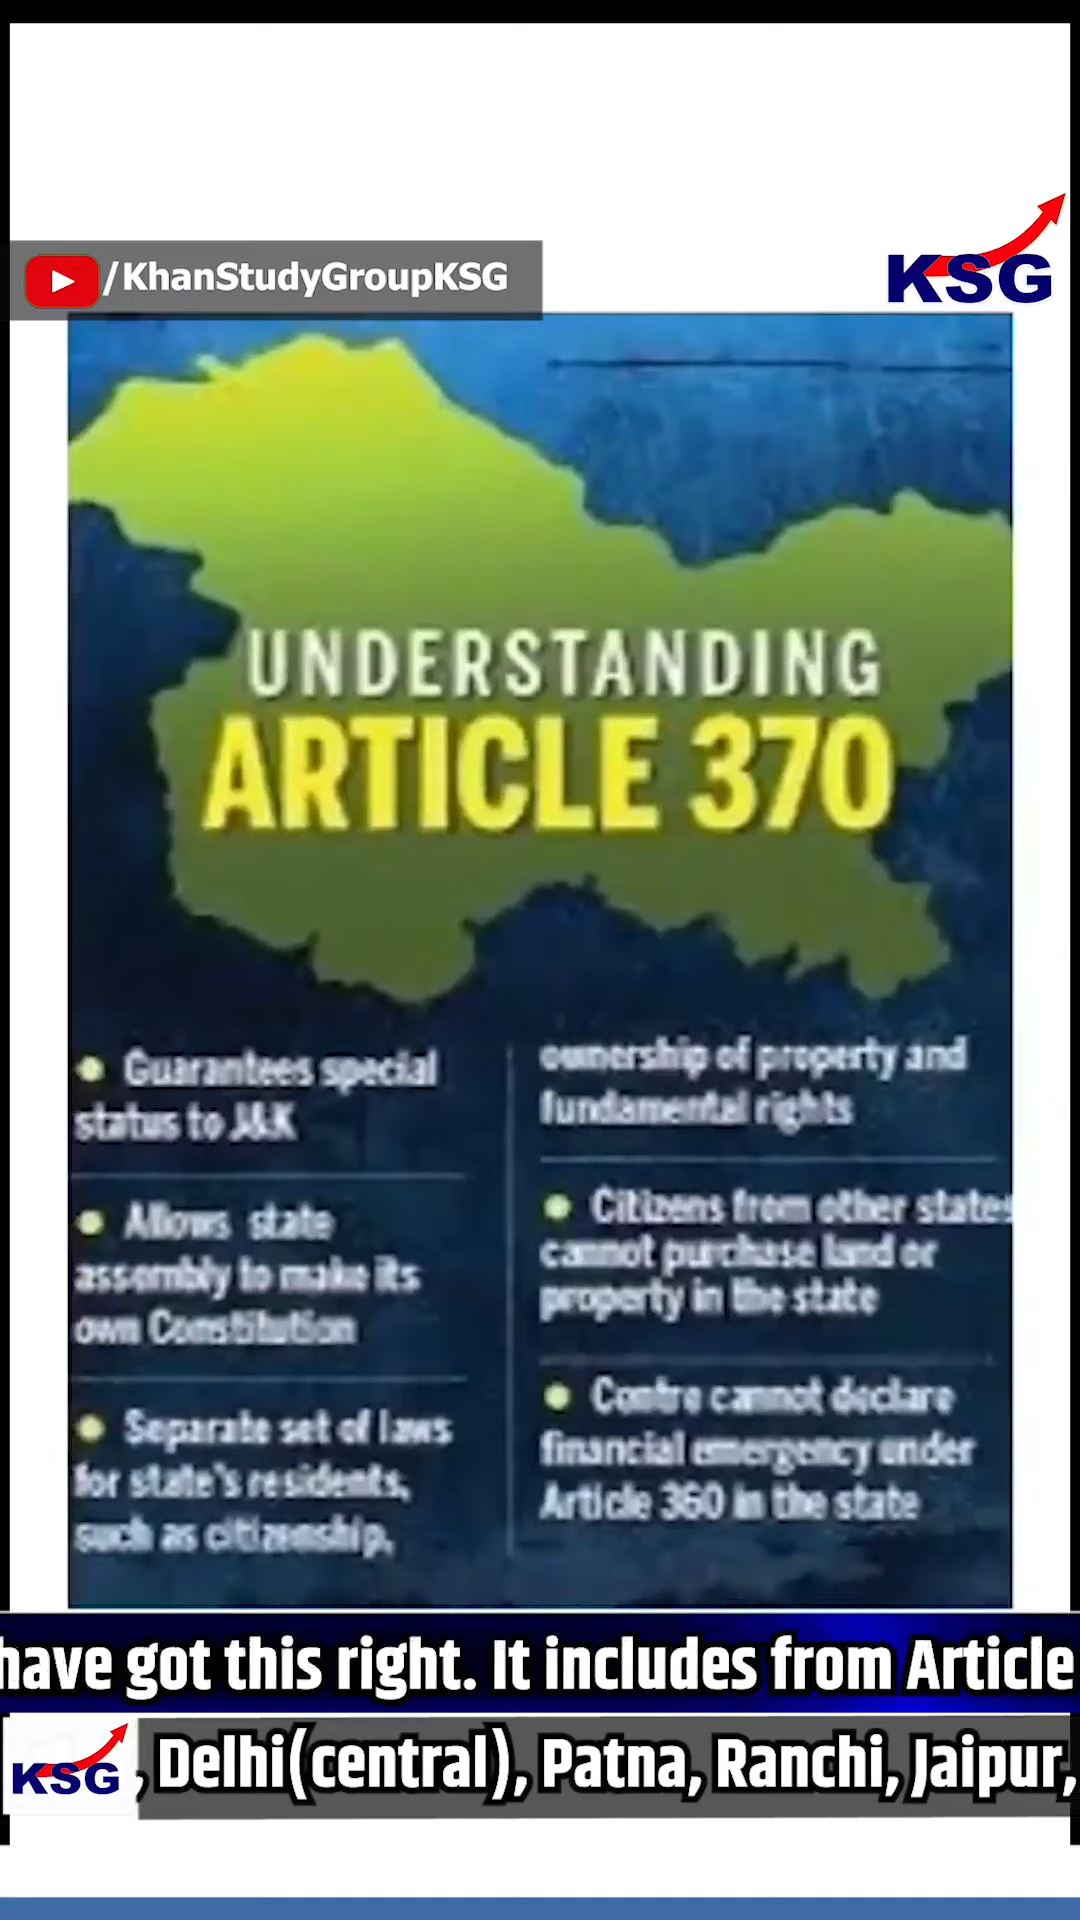 /KhanStudyGroupKSG
KSG
UNDERSTANDING
ARTICLE 370
• Guarantees special
status to J&K
• Allows state
assembly to make its
own Constitution
• Separate set of laws
for state's residents,
such as citizenship,
ownership of property and
fundamental rights
• Citizens from other states
cannot purchase land or
property in the state
• Centre cannot declare
financial emergency under
Article 360 in the state
have got this right. It includes from Article
KSG
, Delhi(central), Patna, Ranchi, Jaipur,